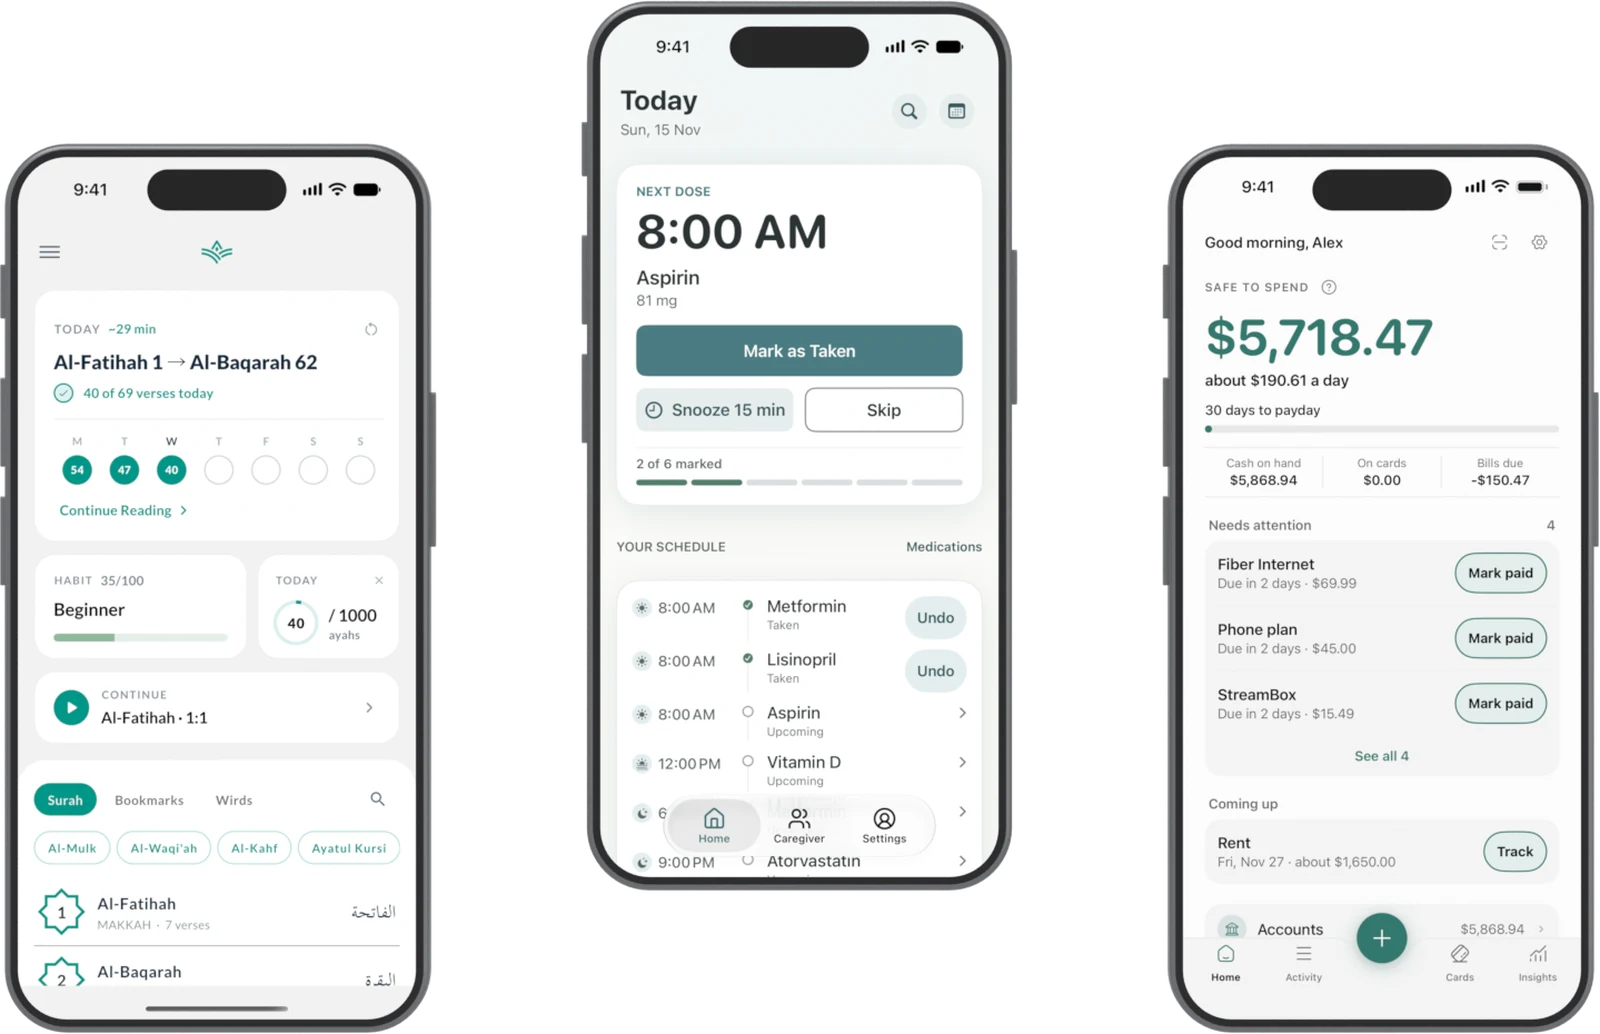 9:41
TODAY ~29 min
Al-Fatihah 1 → Al-Baqarah 62
40 of 69 verses today
M T W T F S S
54 47 40
Continue Reading >
HABIT 35/100
Beginner
TODAY ×
40 / 1000
ayahs
CONTINUE
Al-Fatihah · 1:1
Surah Bookmarks Wirds
Al-Mulk Al-Waqi'ah Al-Kahf Ayatul Kursi
1 Al-Fatihah الفاتحة
MAKKAH · 7 verses
2 Al-Baqarah البقرة
9:41
Today
Sun, 15 Nov
NEXT DOSE
8:00 AM
Aspirin
81 mg
Mark as Taken
Snooze 15 min Skip
2 of 6 marked
YOUR SCHEDULE Medications
8:00 AM Metformin Undo
Taken
8:00 AM Lisinopril Undo
Taken
8:00 AM Aspirin
Upcoming
12:00 PM Vitamin D
Upcoming
6 Metformin
Home Caregiver Settings
9:00 PM Atorvastatin
9:41
Good morning, Alex
SAFE TO SPEND ?
$5,718.47
about $190.61 a day
30 days to payday
Cash on hand On cards Bills due
$5,868.94 $0.00 -$150.47
Needs attention 4
Fiber Internet Mark paid
Due in 2 days · $69.99
Phone plan Mark paid
Due in 2 days · $45.00
StreamBox Mark paid
Due in 2 days · $15.49
See all 4
Coming up
Rent Track
Fri, Nov 27 · about $1,650.00
Accounts $5,868.94
+
Home Activity Cards Insights